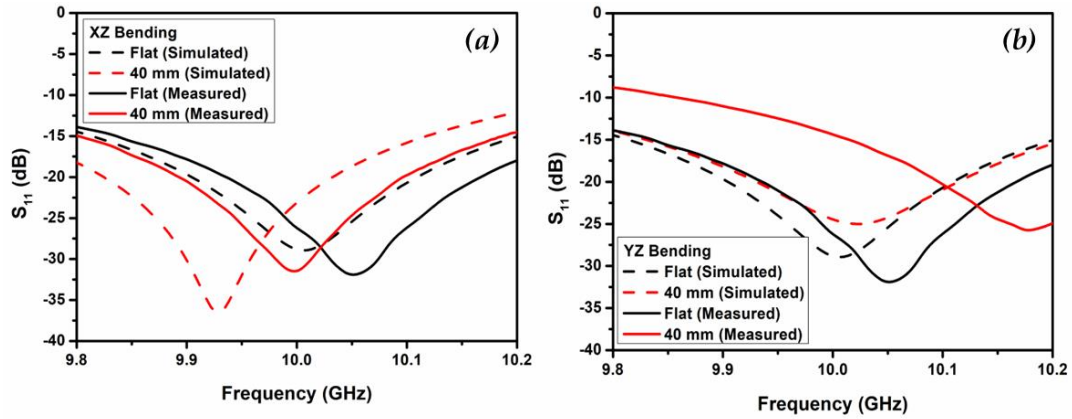 XZ Bending
Flat (Simulated)
40 mm (Simulated)
Flat (Measured)
40 mm (Measured)
(a)
0
-5
-10
-15
-20
-25
-30
-35
-40
S11 (dB)
9.8
9.9
10.0
10.1
10.2
Frequency (GHz)
(b)
0
-5
-10
-15
-20
-25
-30
-35
-40
S11 (dB)
YZ Bending
Flat (Simulated)
40 mm (Simulated)
Flat (Measured)
40 mm (Measured)
9.8
9.9
10.0
10.1
10.2
Frequency (GHz)